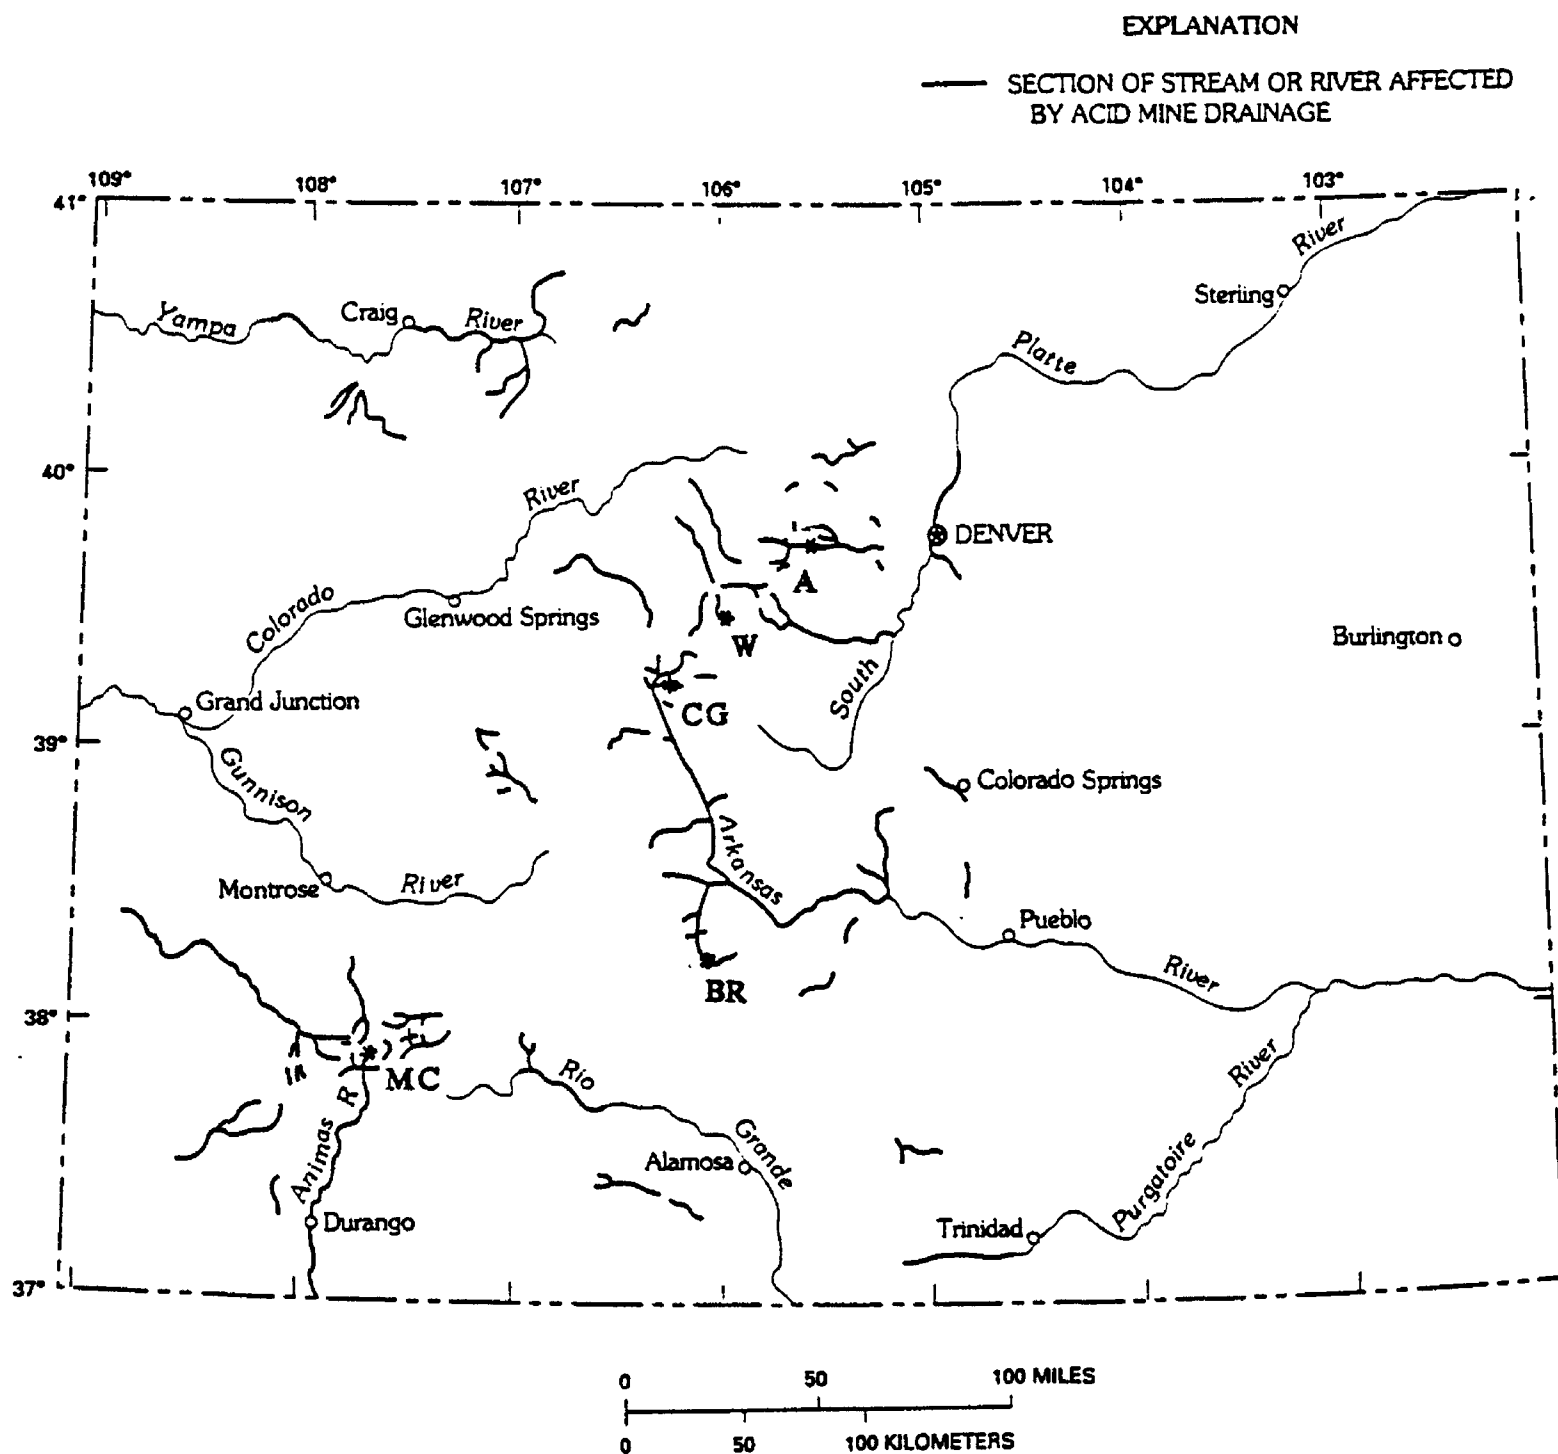 EXPLANATION
SECTION OF STREAM OR RIVER AFFECTED
BY ACID MINE DRAINAGE
109°
108°
107°
106°
105°
104°
103°
41°
River
Sterling
Yampa
Craig
River
Platte
40°
River
DENVER
A
Colorado
Glenwood Springs
W
Burlington
South
Grand Junction
CG
39°
Gunnison
Colorado Springs
Arkansas
Montrose
River
Pueblo
River
BR
38°
MC
Rio
River
Animas R
Grande
Alamosa
Purgatoire
Durango
Trinidad
37°
0 50 100 MILES
0 50 100 KILOMETERS